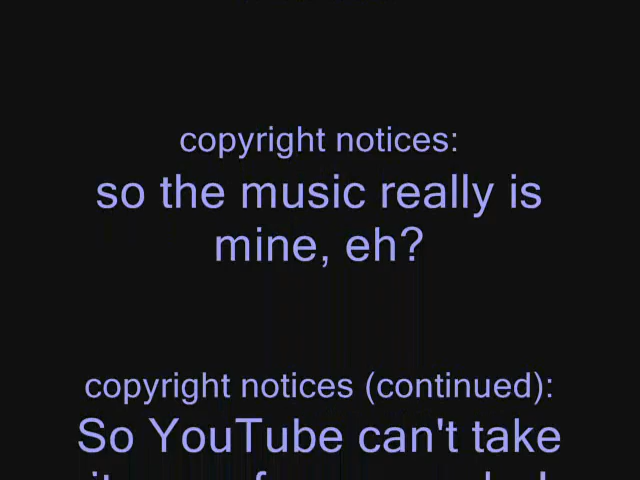 copyright notices:
so the music really is
mine, eh?
copyright notices (continued):
So YouTube can't take